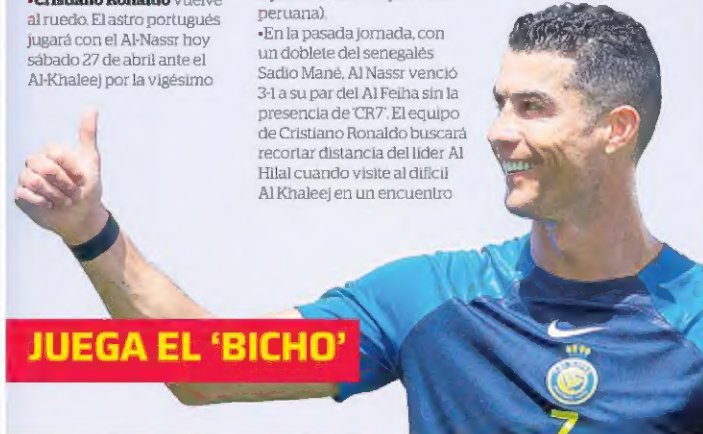 •Cristiano Ronaldo vuelve
al ruedo. El astro portugués
jugará con el Al-Nassr hoy
sábado 27 de abril ante el
Al-Khaleej por la vigésimo
peruana).
•En la pasada jornada, con
un doblete del senegalés
Sadio Mané, Al Nassr venció
3-1 a su par del Al Feiha sin la
presencia de 'CR7'. El equipo
de Cristiano Ronaldo buscará
recortar distancia del líder Al
Hilal cuando visite al difícil
Al Khaleej en un encuentro
JUEGA EL 'BICHO'
7